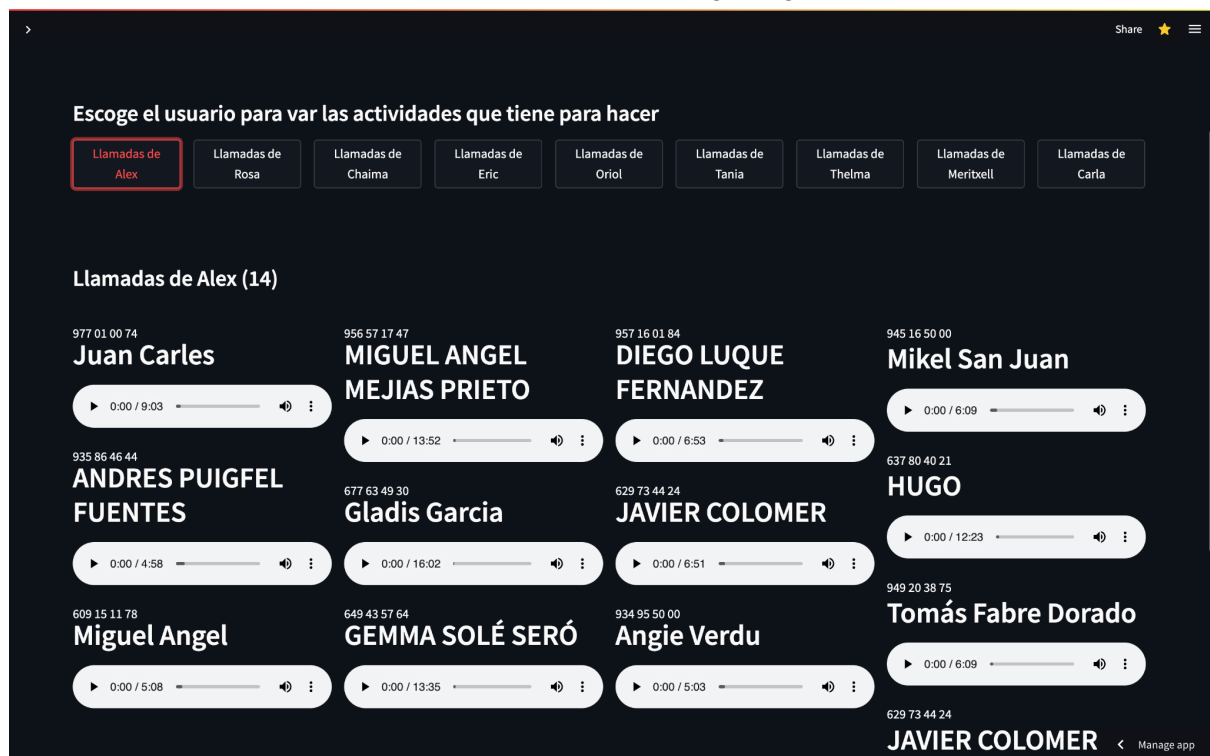 Share
Escoge el usuario para var las actividades que tiene para hacer
Llamadas de
Alex
Llamadas de
Rosa
Llamadas de
Chaima
Llamadas de
Eric
Llamadas de
Oriol
Llamadas de
Tania
Llamadas de
Thelma
Llamadas de
Meritxell
Llamadas de
Carla
Llamadas de Alex (14)
977 01 00 74
Juan Carles
0:00 / 9:03
935 86 46 44
ANDRES PUIGFEL
FUENTES
0:00 / 4:58
609 15 11 78
Miguel Angel
0:00 / 5:08
956 57 17 47
MIGUEL ANGEL
MEJIAS PRIETO
0:00 / 13:52
677 63 49 30
Gladis Garcia
0:00 / 16:02
649 43 57 64
GEMMA SOLÉ SERÓ
0:00 / 13:35
957 16 01 84
DIEGO LUQUE
FERNANDEZ
0:00 / 6:53
629 73 44 24
JAVIER COLOMER
0:00 / 6:51
934 95 50 00
Angie Verdu
0:00 / 5:03
945 16 50 00
Mikel San Juan
0:00 / 6:09
637 80 40 21
HUGO
0:00 / 12:23
949 20 38 75
Tomás Fabre Dorado
0:00 / 6:09
629 73 44 24
JAVIER COLOMER
Manage app